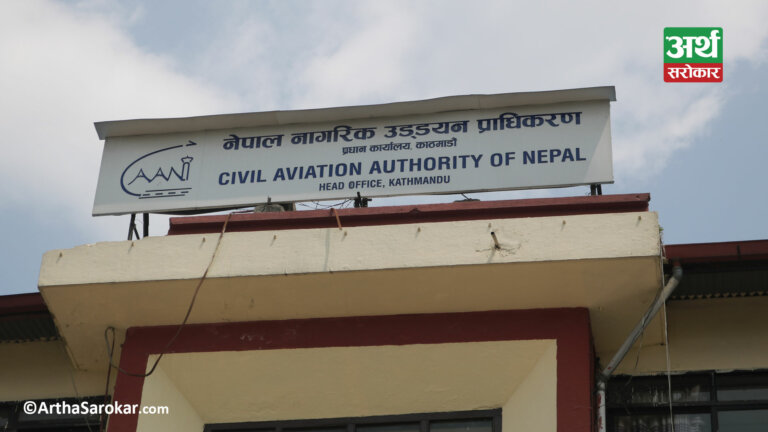 अर्थ
सरोकार
नेपाल नागरिक उड्डयन प्राधिकरण
प्रधान कार्यालय, काठमाडौं
CAANI
CIVIL AVIATION AUTHORITY OF NEPAL
HEAD OFFICE, KATHMANDU
©ArthaSarokar.com